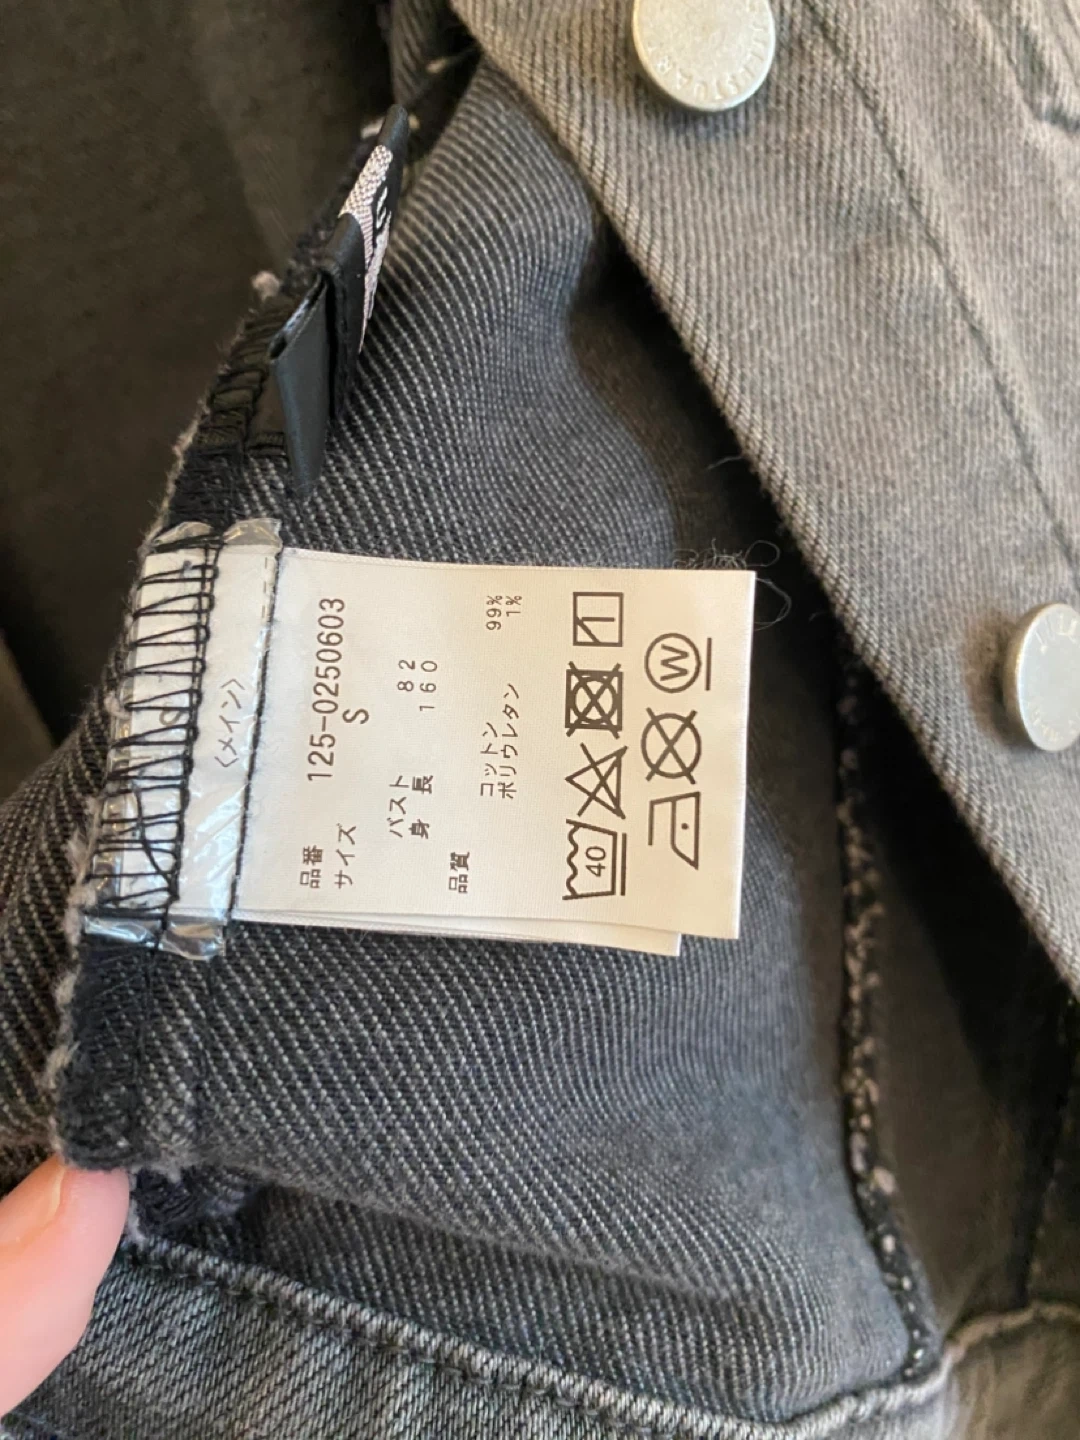 〈メイン〉
品番 125-0250603
サイズ S
バスト 82
身長 160
品質
コットン 99%
ポリウレタン 1%
40
W